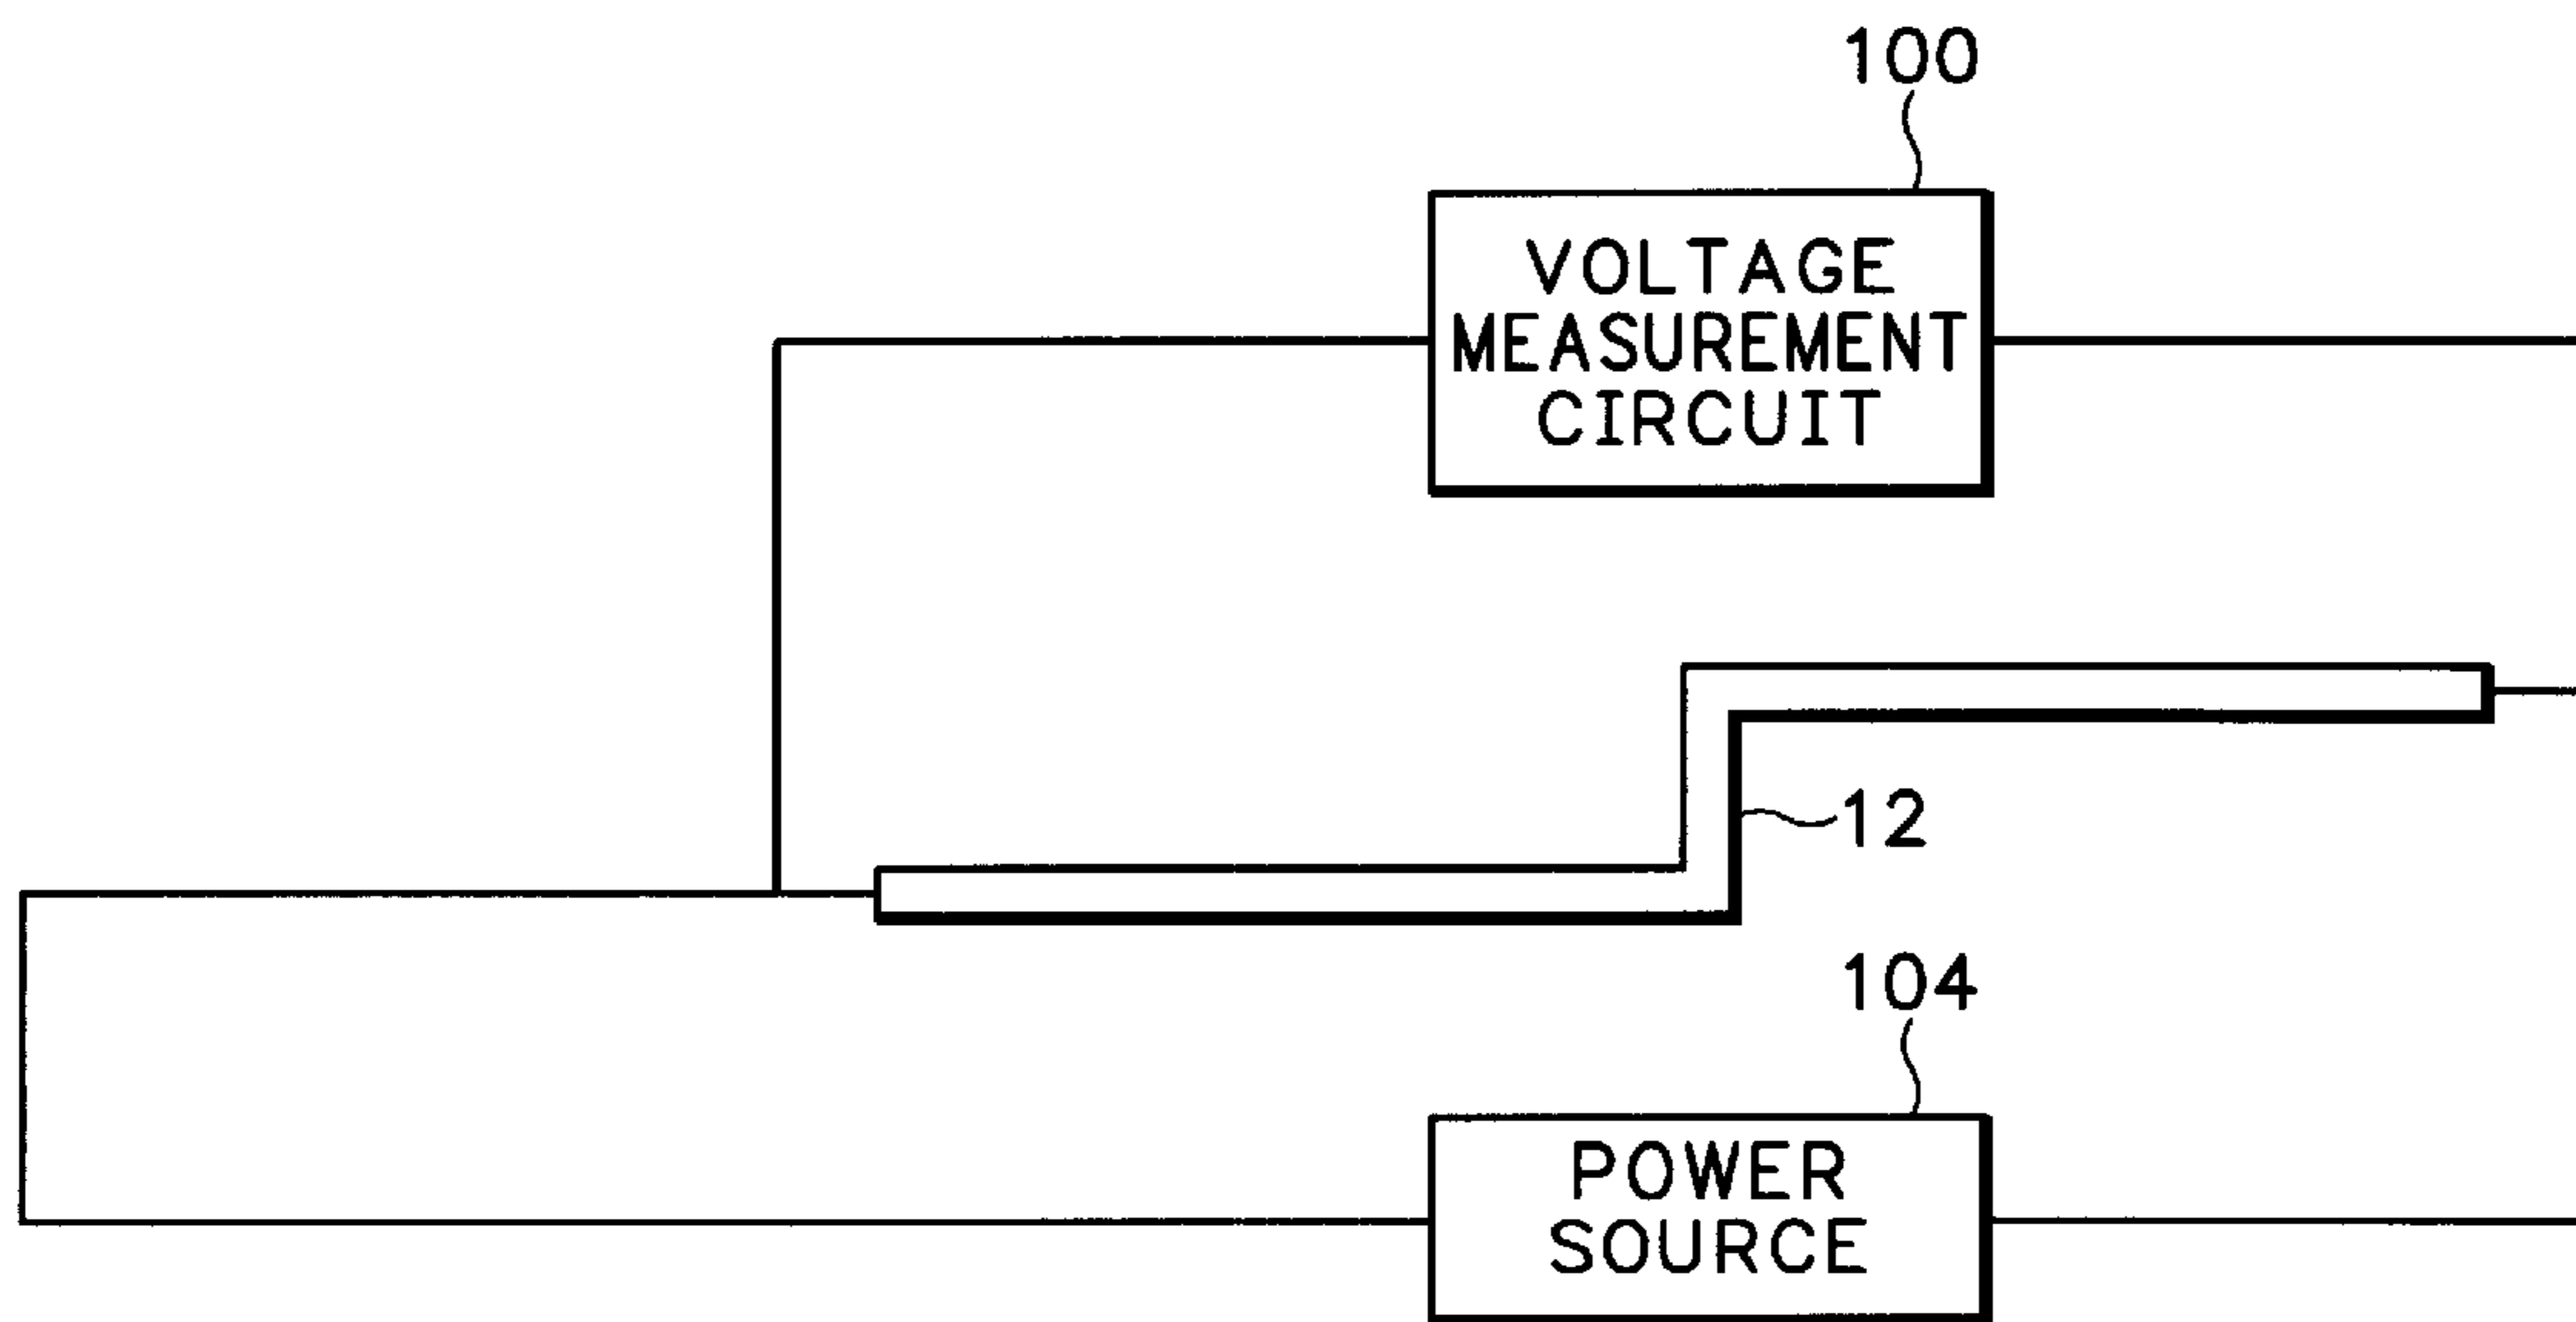 100
VOLTAGE
MEASUREMENT
CIRCUIT
12
104
POWER
SOURCE